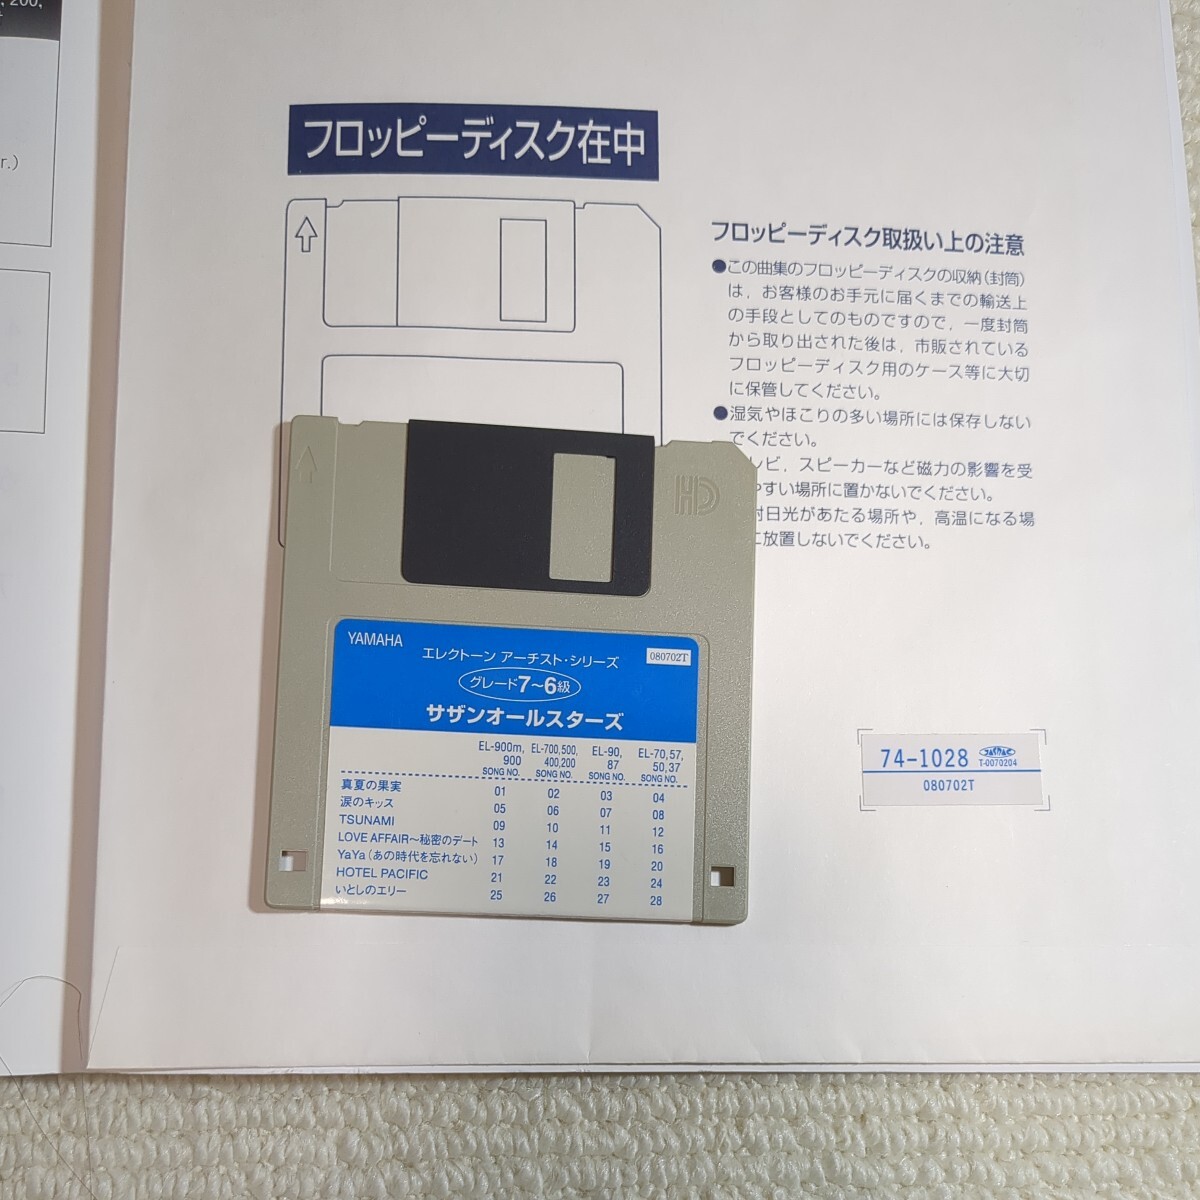 , 200,
r.)
フロッピーディスク在中
フロッピーディスク取扱い上の注意
●この曲集のフロッピーディスクの収納(封筒)
は，お客様のお手元に届くまでの輸送上
の手段としてのものですので，一度封筒
から取り出された後は，市販されている
フロッピーディスク用のケース等に大切
に保管してください。
●湿気やほこりの多い場所には保存しない
でください。
レビ，スピーカーなど磁力の影響を受
やすい場所に置かないでください。
射日光があたる場所や，高温になる場
に放置しないでください。
HD
YAMAHA
エレクトーン アーチスト・シリーズ
080702T
グレード7〜6級
サザンオールスターズ
EL-900m, EL-700,500, EL-90, EL-70,57,
900 400,200 87 50,37
SONG NO. SONG NO. SONG NO. SONG NO.
真夏の果実 01 02 03 04
涙のキッス 05 06 07 08
TSUNAMI 09 10 11 12
LOVE AFFAIR〜秘密のデート 13 14 15 16
YaYa(あの時代を忘れない) 17 18 19 20
HOTEL PACIFIC 21 22 23 24
いとしのエリー 25 26 27 28
74-1028
T-0070204
080702T